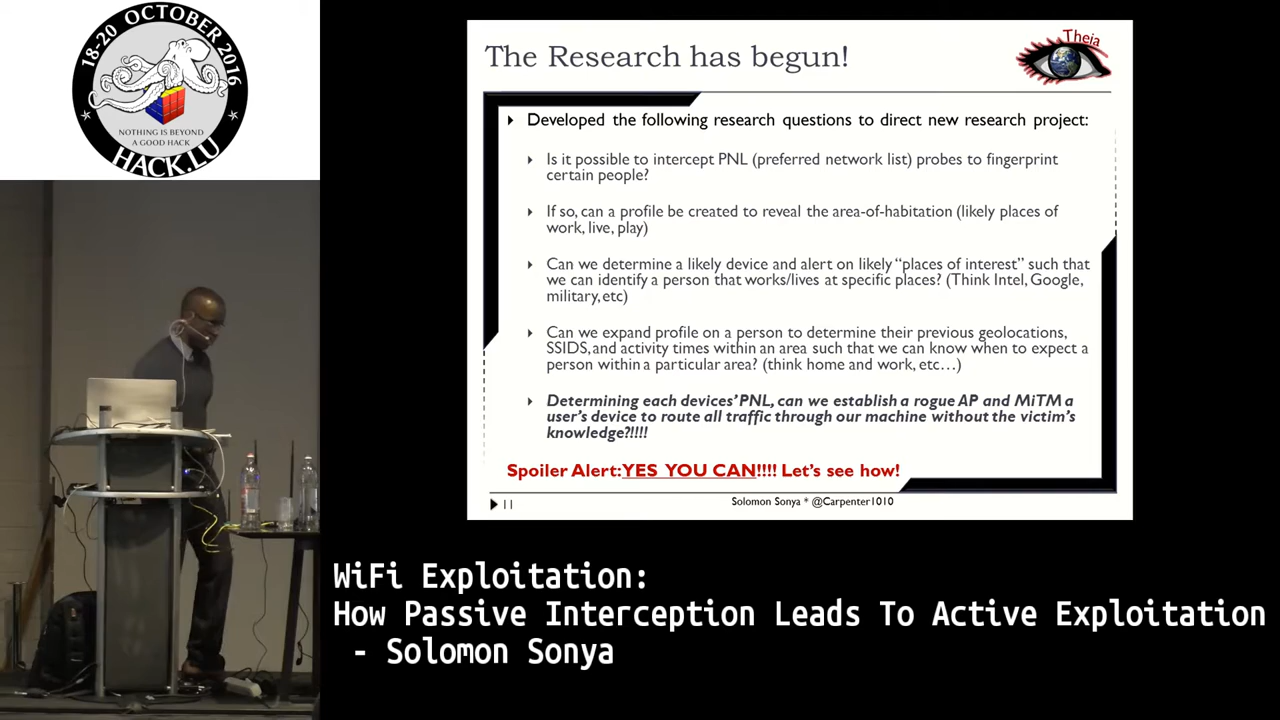 18-20 OCTOBER 2016
NOTHING IS BEYOND
A GOOD HACK
HACK.LU
The Research has begun!
Theia
Developed the following research questions to direct new research project:
Is it possible to intercept PNL (preferred network list) probes to fingerprint
certain people?
If so, can a profile be created to reveal the area-of-habitation (likely places of
work, live, play)
Can we determine a likely device and alert on likely “places of interest” such that
we can identify a person that works/lives at specific places? (Think Intel, Google,
military, etc)
Can we expand profile on a person to determine their previous geolocations,
SSIDS, and activity times within an area such that we can know when to expect a
person within a particular area? (think home and work, etc…)
Determining each devices’ PNL, can we establish a rogue AP and MiTM a
user’s device to route all traffic through our machine without the victim’s
knowledge?!!!!
Spoiler Alert: YES YOU CAN!!!! Let’s see how!
11
Solomon Sonya * @Carpenter1010
WiFi Exploitation:
How Passive Interception Leads To Active Exploitation
- Solomon Sonya